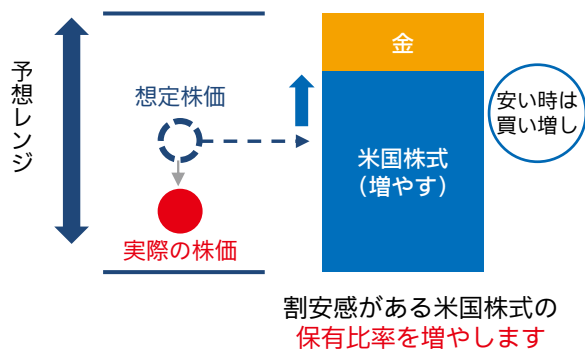 予想レンジ
想定株価
実際の株価
金
米国株式
（増やす）
安い時は
買い増し
割安感がある米国株式の
保有比率を増やします